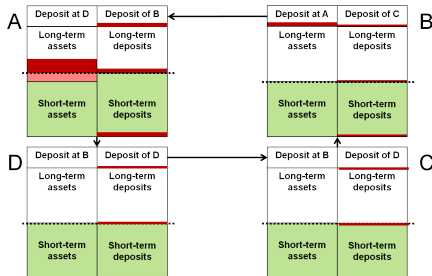 A
Deposit at D
Deposit of B
Long-term
assets
Long-term
deposits
Short-term
assets
Short-term
deposits
B
Deposit at A
Deposit of C
Long-term
assets
Long-term
deposits
Short-term
assets
Short-term
deposits
D
Deposit at B
Deposit of D
Long-term
assets
Long-term
deposits
Short-term
assets
Short-term
deposits
C
Deposit at B
Deposit of D
Long-term
assets
Long-term
deposits
Short-term
assets
Short-term
deposits